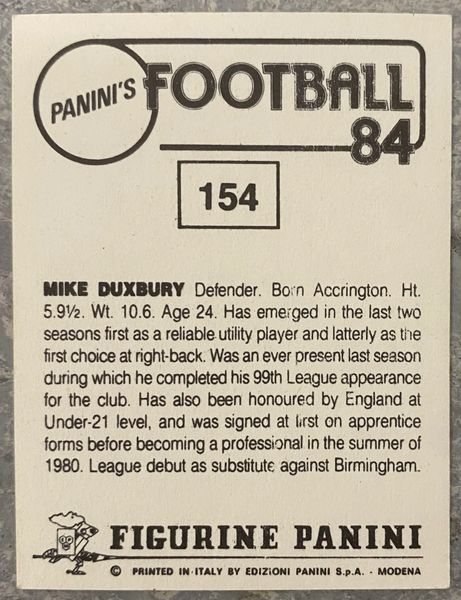 PANINI'S
FOOTBALL
84
154
MIKE DUXBURY Defender. Born Accrington. Ht.
5.9½. Wt. 10.6. Age 24. Has emerged in the last two
seasons first as a reliable utility player and latterly as the
first choice at right-back. Was an ever present last season
during which he completed his 99th League appearance
for the club. Has also been honoured by England at
Under-21 level, and was signed at first on apprentice
forms before becoming a professional in the summer of
1980. League debut as substitute against Birmingham.
FIGURINE PANINI
© PRINTED IN ITALY BY EDIZIONI PANINI S.p.A. - MODENA